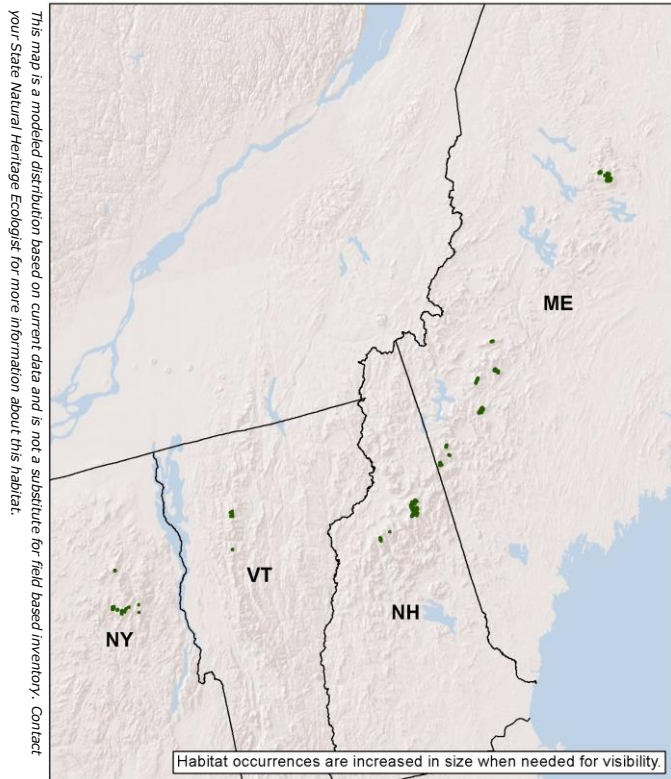 This map is a modeled distribution based on current data and is not a substitute for field based inventory. Contact
your State Natural Heritage Ecologist for more information about this habitat.
ME
VT
NH
NY
Habitat occurrences are increased in size when needed for visibility.